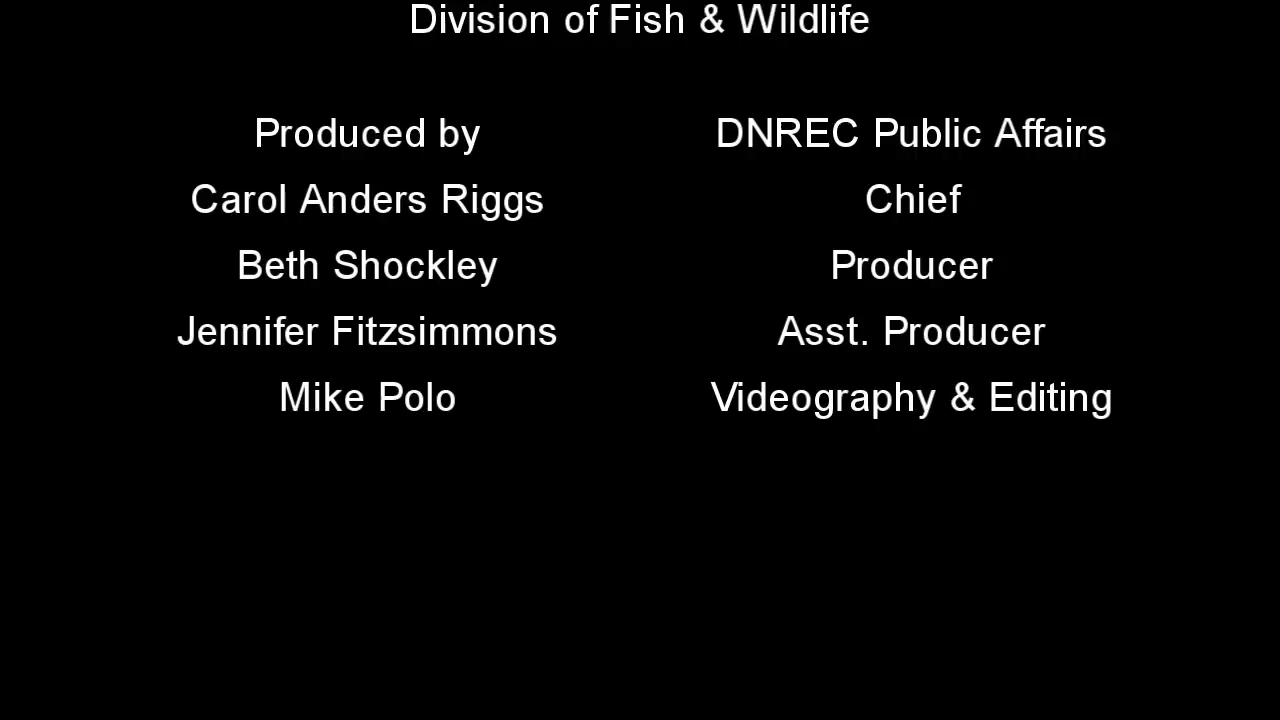 Division of Fish & Wildlife
Produced by DNREC Public Affairs
Carol Anders Riggs Chief
Beth Shockley Producer
Jennifer Fitzsimmons Asst. Producer
Mike Polo Videography & Editing